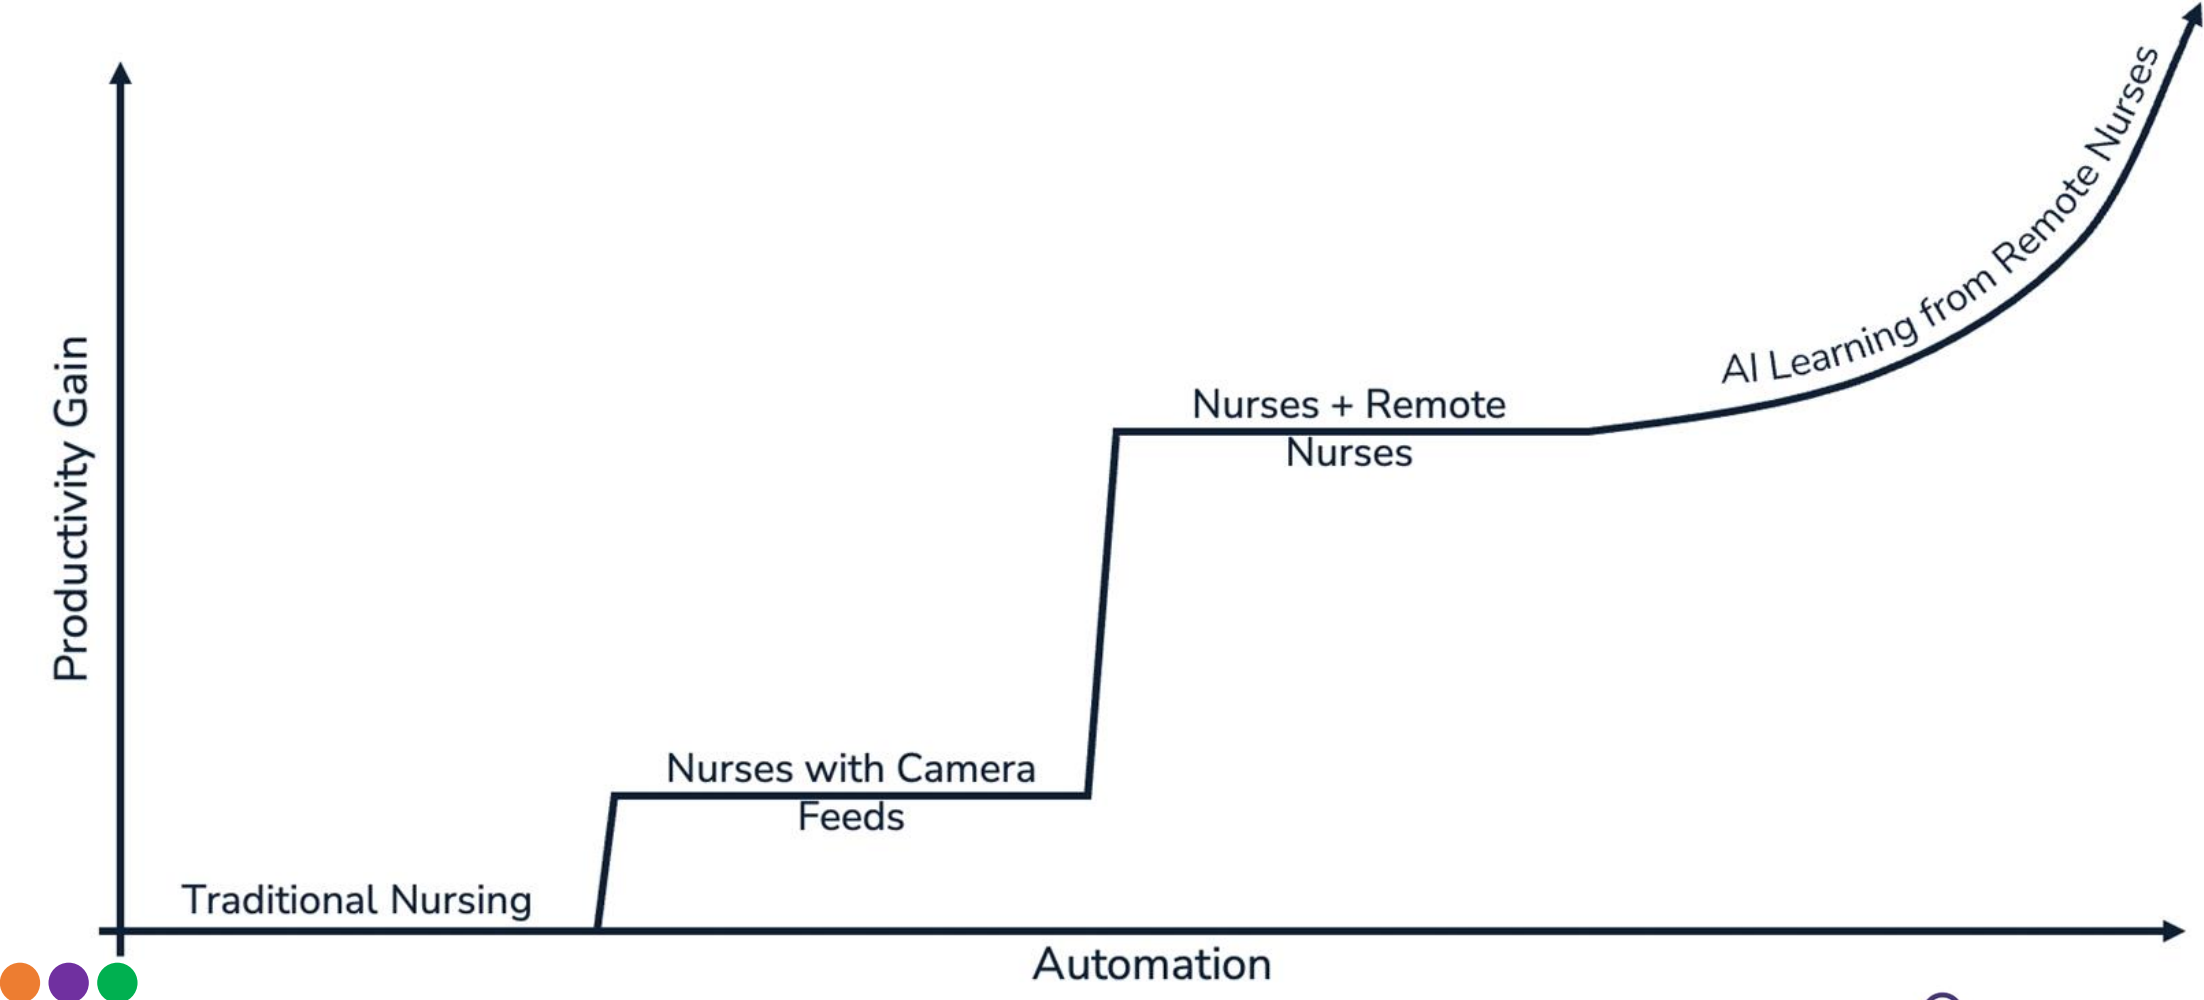 AI Learning from Remote Nurses
Productivity Gain
Nurses + Remote
Nurses
Nurses with Camera
Feeds
Traditional Nursing
Automation